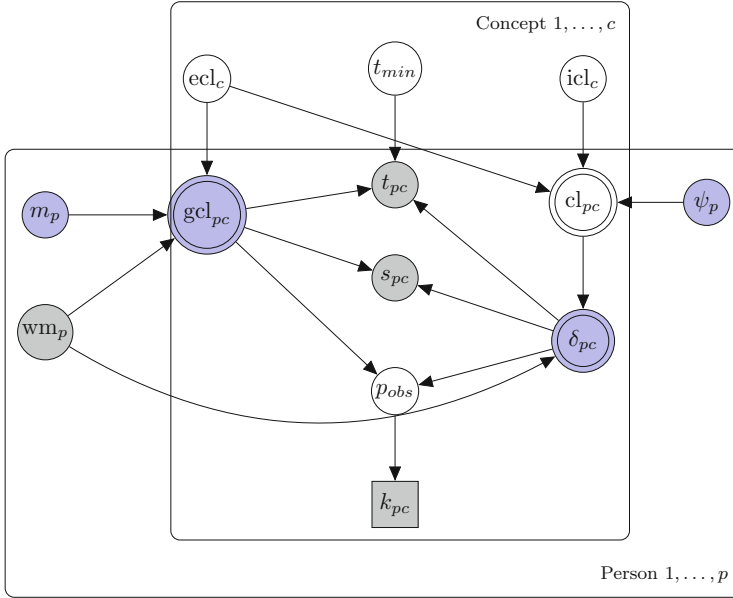 Concept 1, . . . , c
ecl_c
t_min
icl_c
t_pc
m_p
gcl_pc
cl_pc
ψ_p
s_pc
wm_p
δ_pc
p_obs
k_pc
Person 1, . . . , p